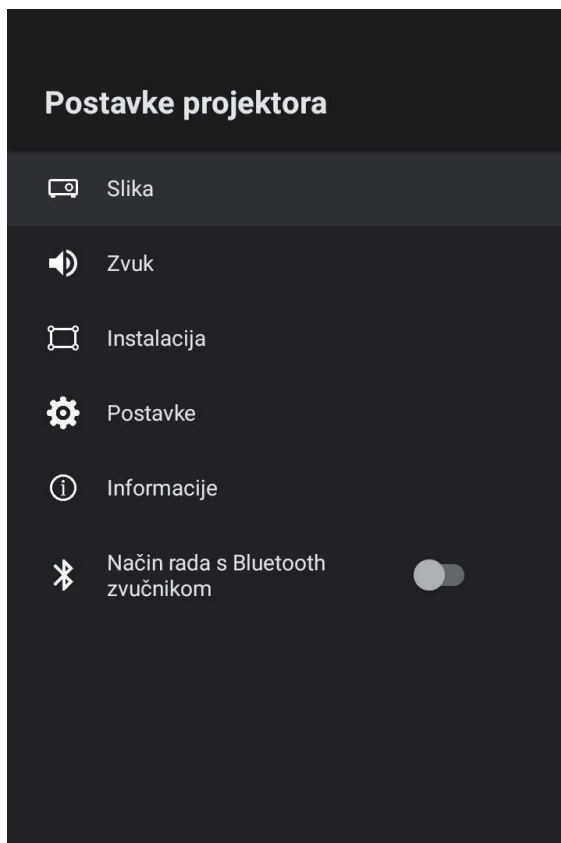 Postavke projektora
Slika
Zvuk
Instalacija
Postavke
Informacije
Način rada s Bluetooth
zvučnikom